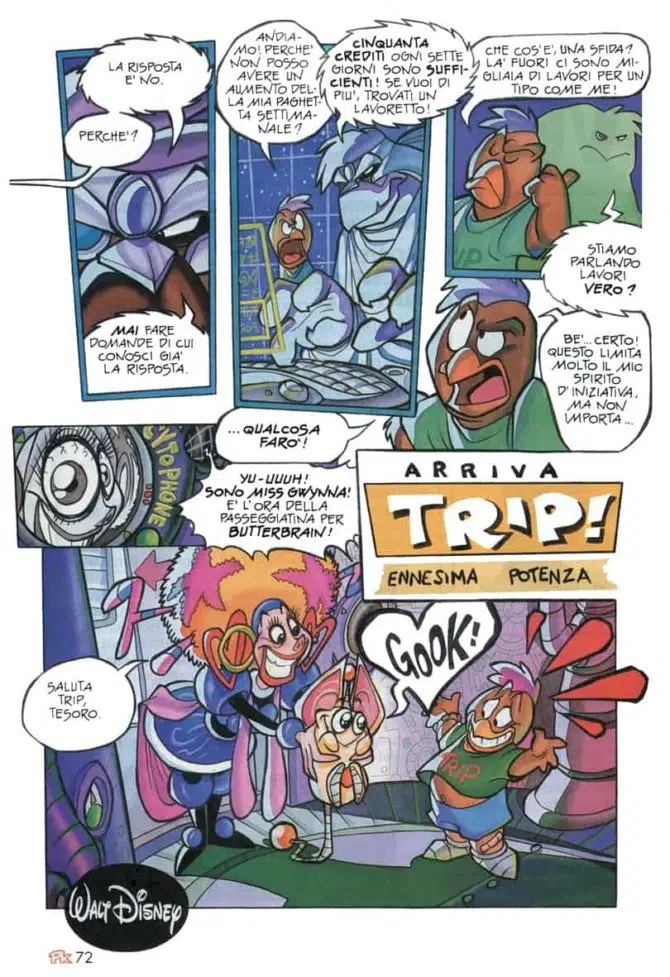 LA RISPOSTA
E' NO.
PERCHE'?
MAI FARE
DOMANDE DI CUI
CONOSCI GIA'
LA RISPOSTA.
ANDIA-
MO! PERCHE'
NON POSSO
AVERE UN
AUMENTO DEL-
LA MIA PAGHET-
TA SETTIMA-
NALE?
CINQUANTA
CREDITI OGNI SETTE
GIORNI SONO SUFFI-
CIENTI! SE VUOI DI
PIU', TROVATI UN
LAVORETTO!
CHE COS'E', UNA SFIDA?
LA' FUORI CI SONO MI-
GLIAIA DI LAVORI PER UN
TIPO COME ME!
STIAMO
PARLANDO
LAVORI
VERO?
BE'... CERTO!
QUESTO LIMITA
MOLTO IL MIO
SPIRITO
D'INIZIATIVA,
MA NON
IMPORTA...
...QUALCOSA
FARO'!
CYTOPHONE
YU-UUUH!
SONO MISS GWYNNA!
E' L'ORA DELLA
PASSEGGIATINA PER
BUTTERBRAIN!
ARRIVA
TRIP!
ENNESIMA POTENZA
SALUTA
TRIP,
TESORO.
GOOK!
TRIP
WALT DISNEY
PK 72